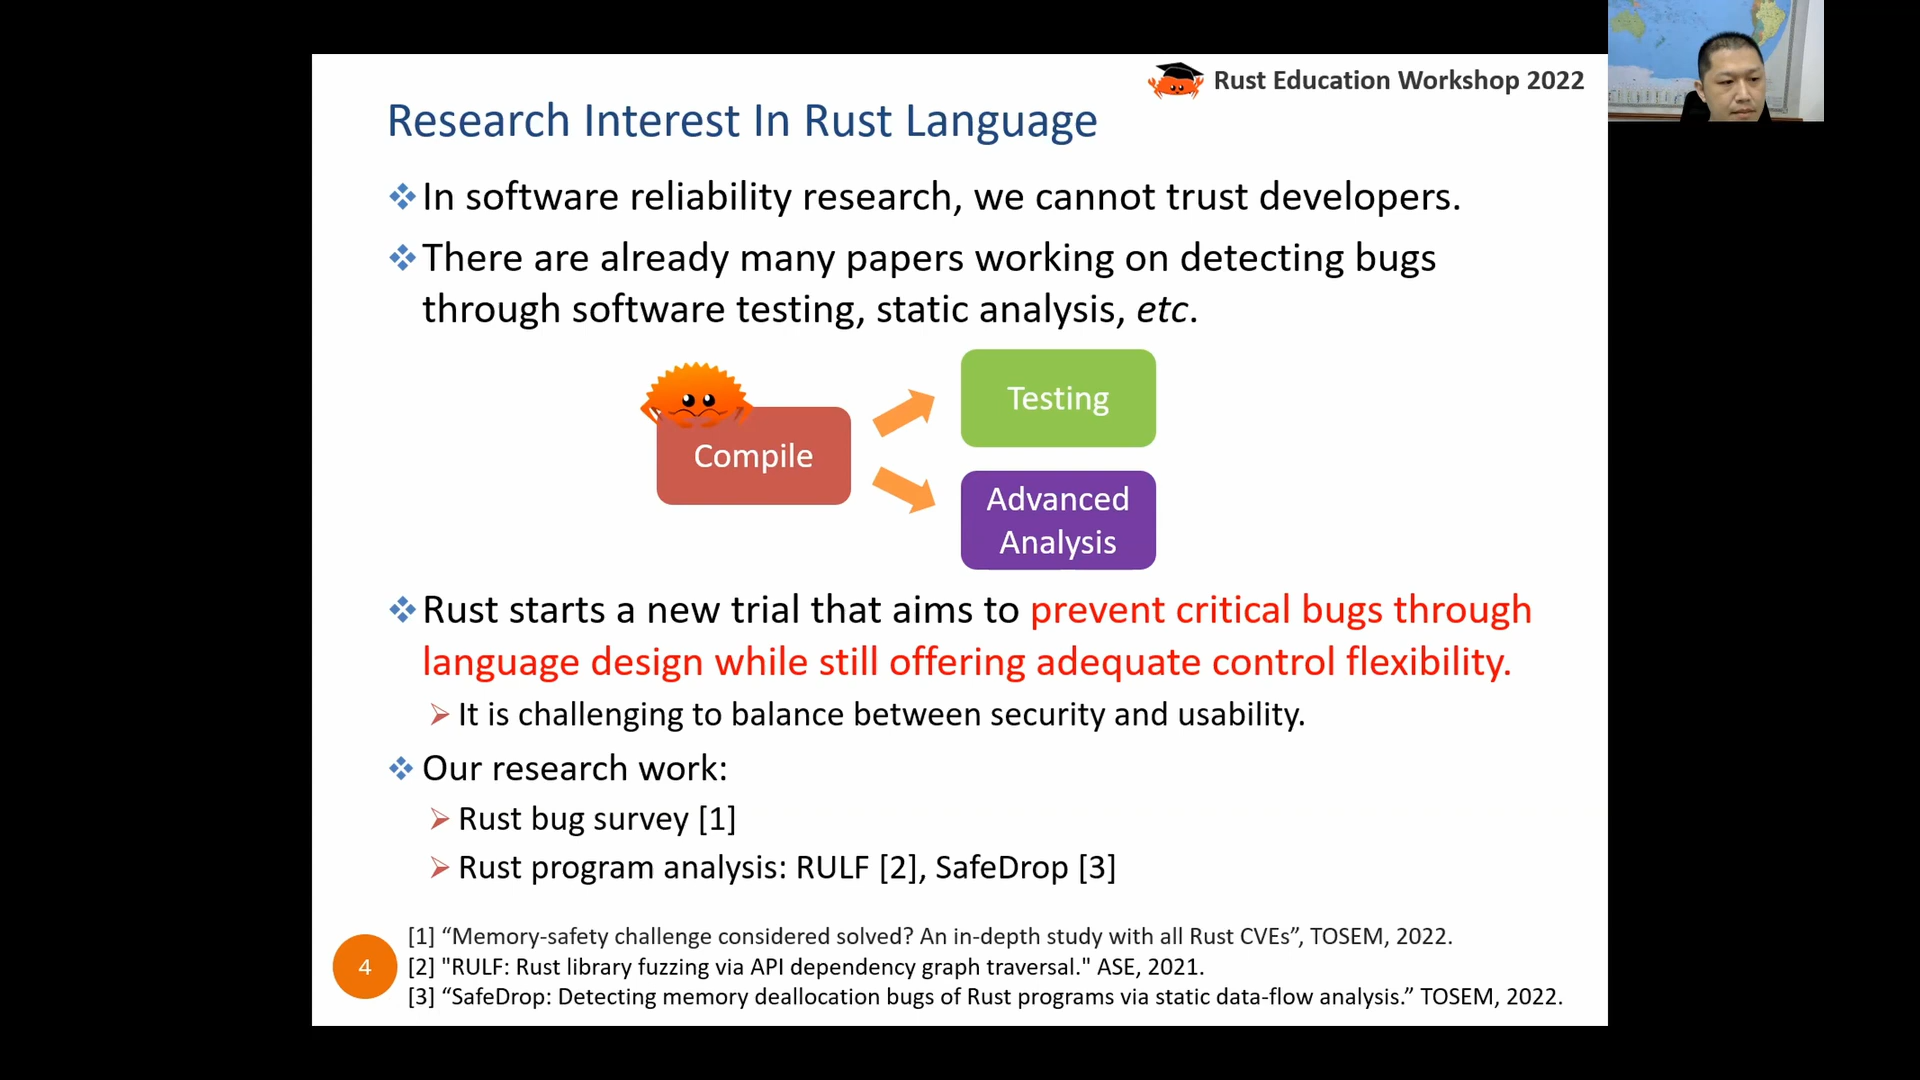 Rust Education Workshop 2022
Research Interest In Rust Language
In software reliability research, we cannot trust developers.
There are already many papers working on detecting bugs
through software testing, static analysis, etc.
Testing
Compile
Advanced
Analysis
Rust starts a new trial that aims to prevent critical bugs through
language design while still offering adequate control flexibility.
It is challenging to balance between security and usability.
Our research work:
Rust bug survey [1]
Rust program analysis: RULF [2], SafeDrop [3]
[1] “Memory-safety challenge considered solved? An in-depth study with all Rust CVEs”, TOSEM, 2022.
4
[2] "RULF: Rust library fuzzing via API dependency graph traversal." ASE, 2021.
[3] “SafeDrop: Detecting memory deallocation bugs of Rust programs via static data-flow analysis.” TOSEM, 2022.